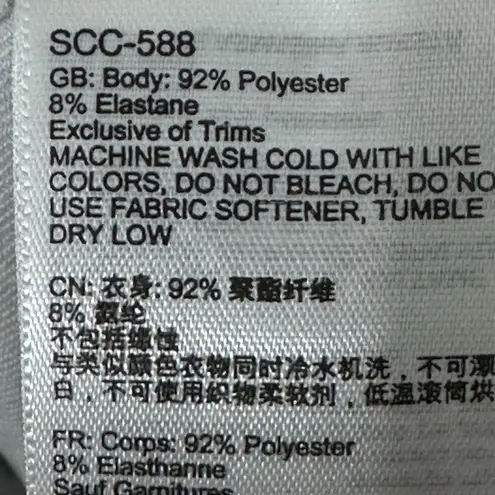 SCC-588
GB: Body: 92% Polyester
8% Elastane
Exclusive of Trims
MACHINE WASH COLD WITH LIKE
COLORS, DO NOT BLEACH, DO NO
USE FABRIC SOFTENER, TUMBLE
DRY LOW
CN: 衣身: 92% 聚酯纤维
8% 氨纶
不包括缀饰
与类似颜色衣物同时冷水机洗，不可漂
白，不可使用织物柔软剂，低温滚筒烘
FR: Corps: 92% Polyester
8% Elasthanne
Sauf Garnitures